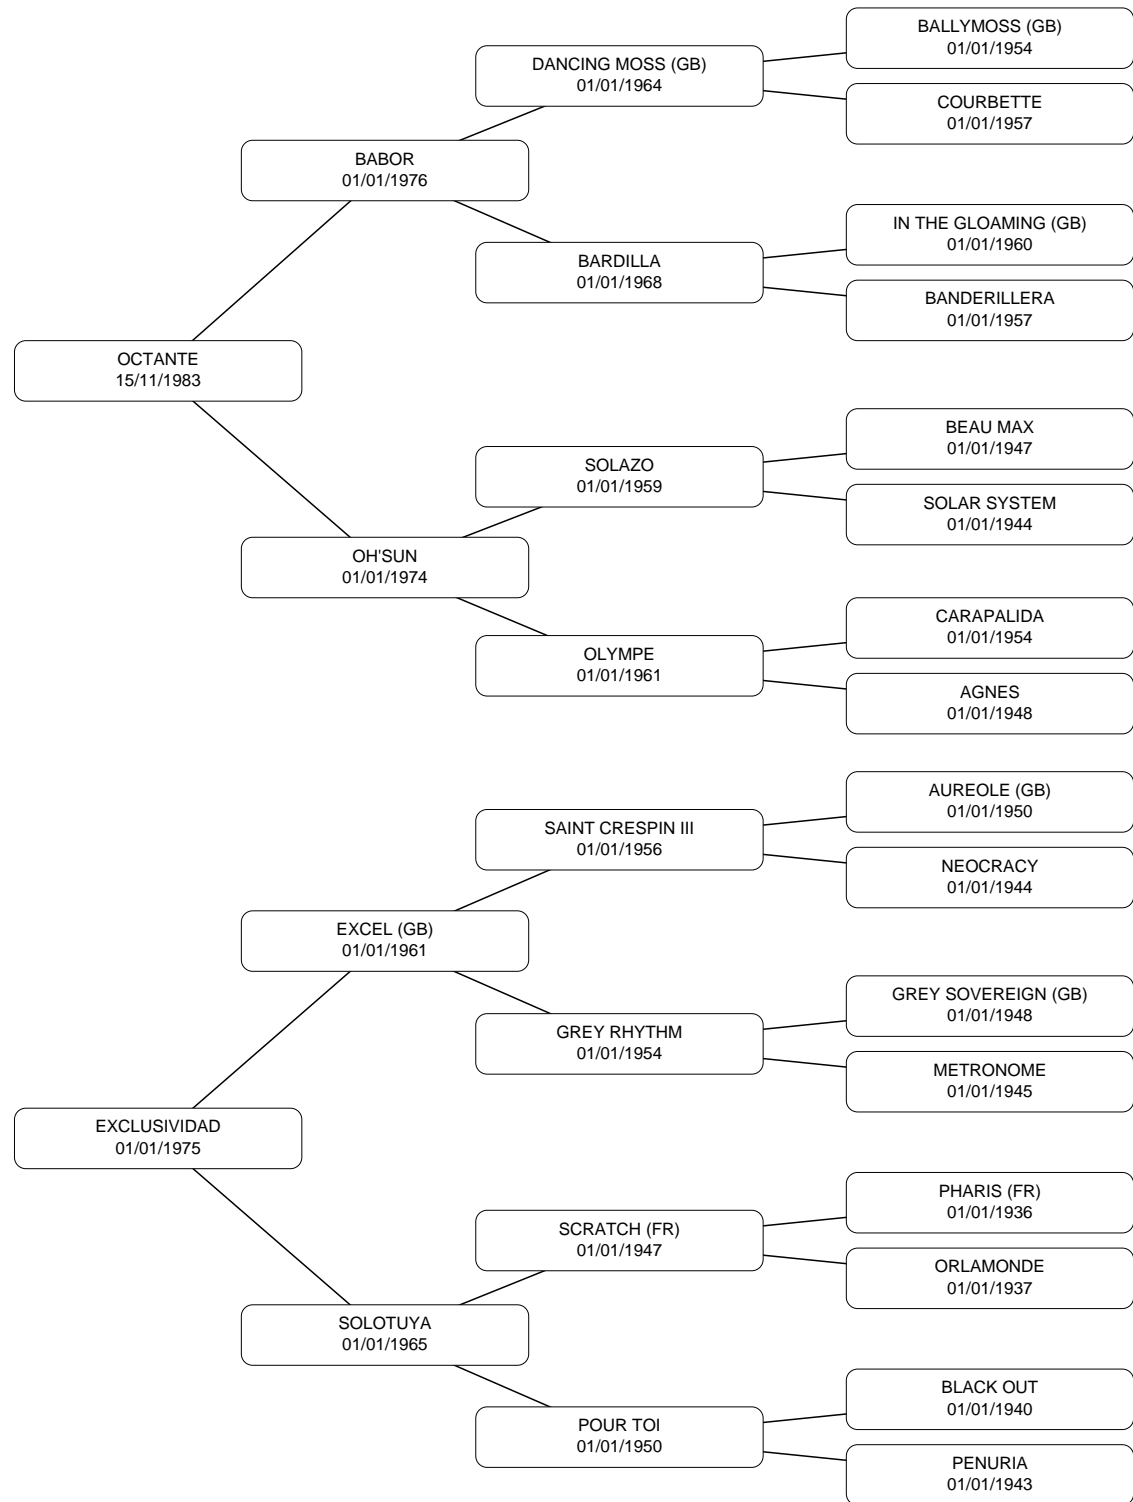 BALLYMOSS (GB)
01/01/1954
DANCING MOSS (GB)
01/01/1964
COURBETTE
01/01/1957
BABOR
01/01/1976
IN THE GLOAMING (GB)
01/01/1960
BARDILLA
01/01/1968
BANDERILLERA
01/01/1957
OCTANTE
15/11/1983
BEAU MAX
01/01/1947
SOLAZO
01/01/1959
SOLAR SYSTEM
01/01/1944
OH'SUN
01/01/1974
CARAPALIDA
01/01/1954
OLYMPE
01/01/1961
AGNES
01/01/1948
AUREOLE (GB)
01/01/1950
SAINT CRESPIN III
01/01/1956
NEOCRACY
01/01/1944
EXCEL (GB)
01/01/1961
GREY SOVEREIGN (GB)
01/01/1948
GREY RHYTHM
01/01/1954
METRONOME
01/01/1945
EXCLUSIVIDAD
01/01/1975
PHARIS (FR)
01/01/1936
SCRATCH (FR)
01/01/1947
ORLAMONDE
01/01/1937
SOLOTUYA
01/01/1965
BLACK OUT
01/01/1940
POUR TOI
01/01/1950
PENURIA
01/01/1943